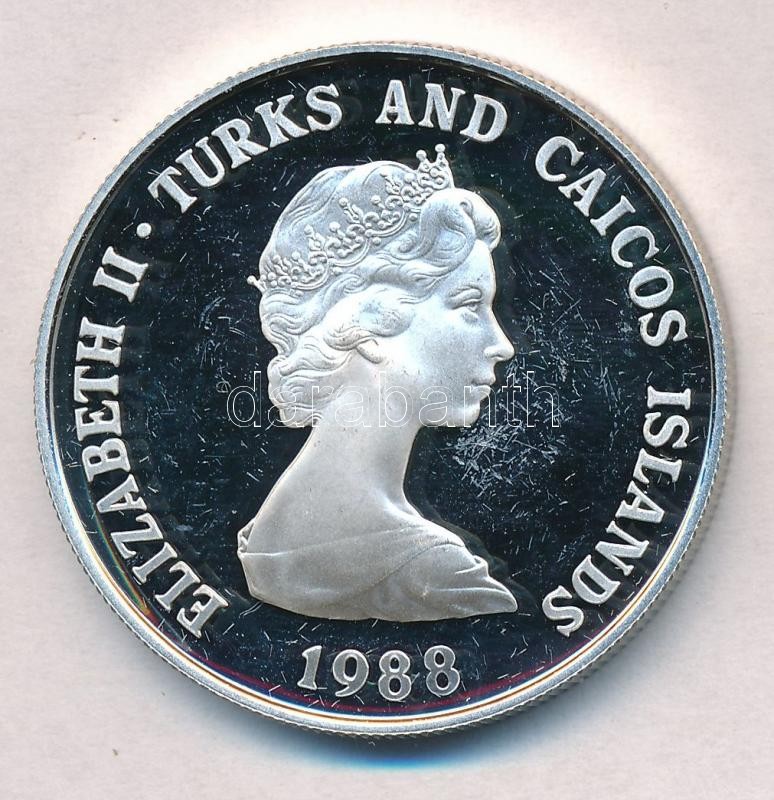 ELIZABETH II · TURKS AND CAICOS ISLANDS
1988
darabanth